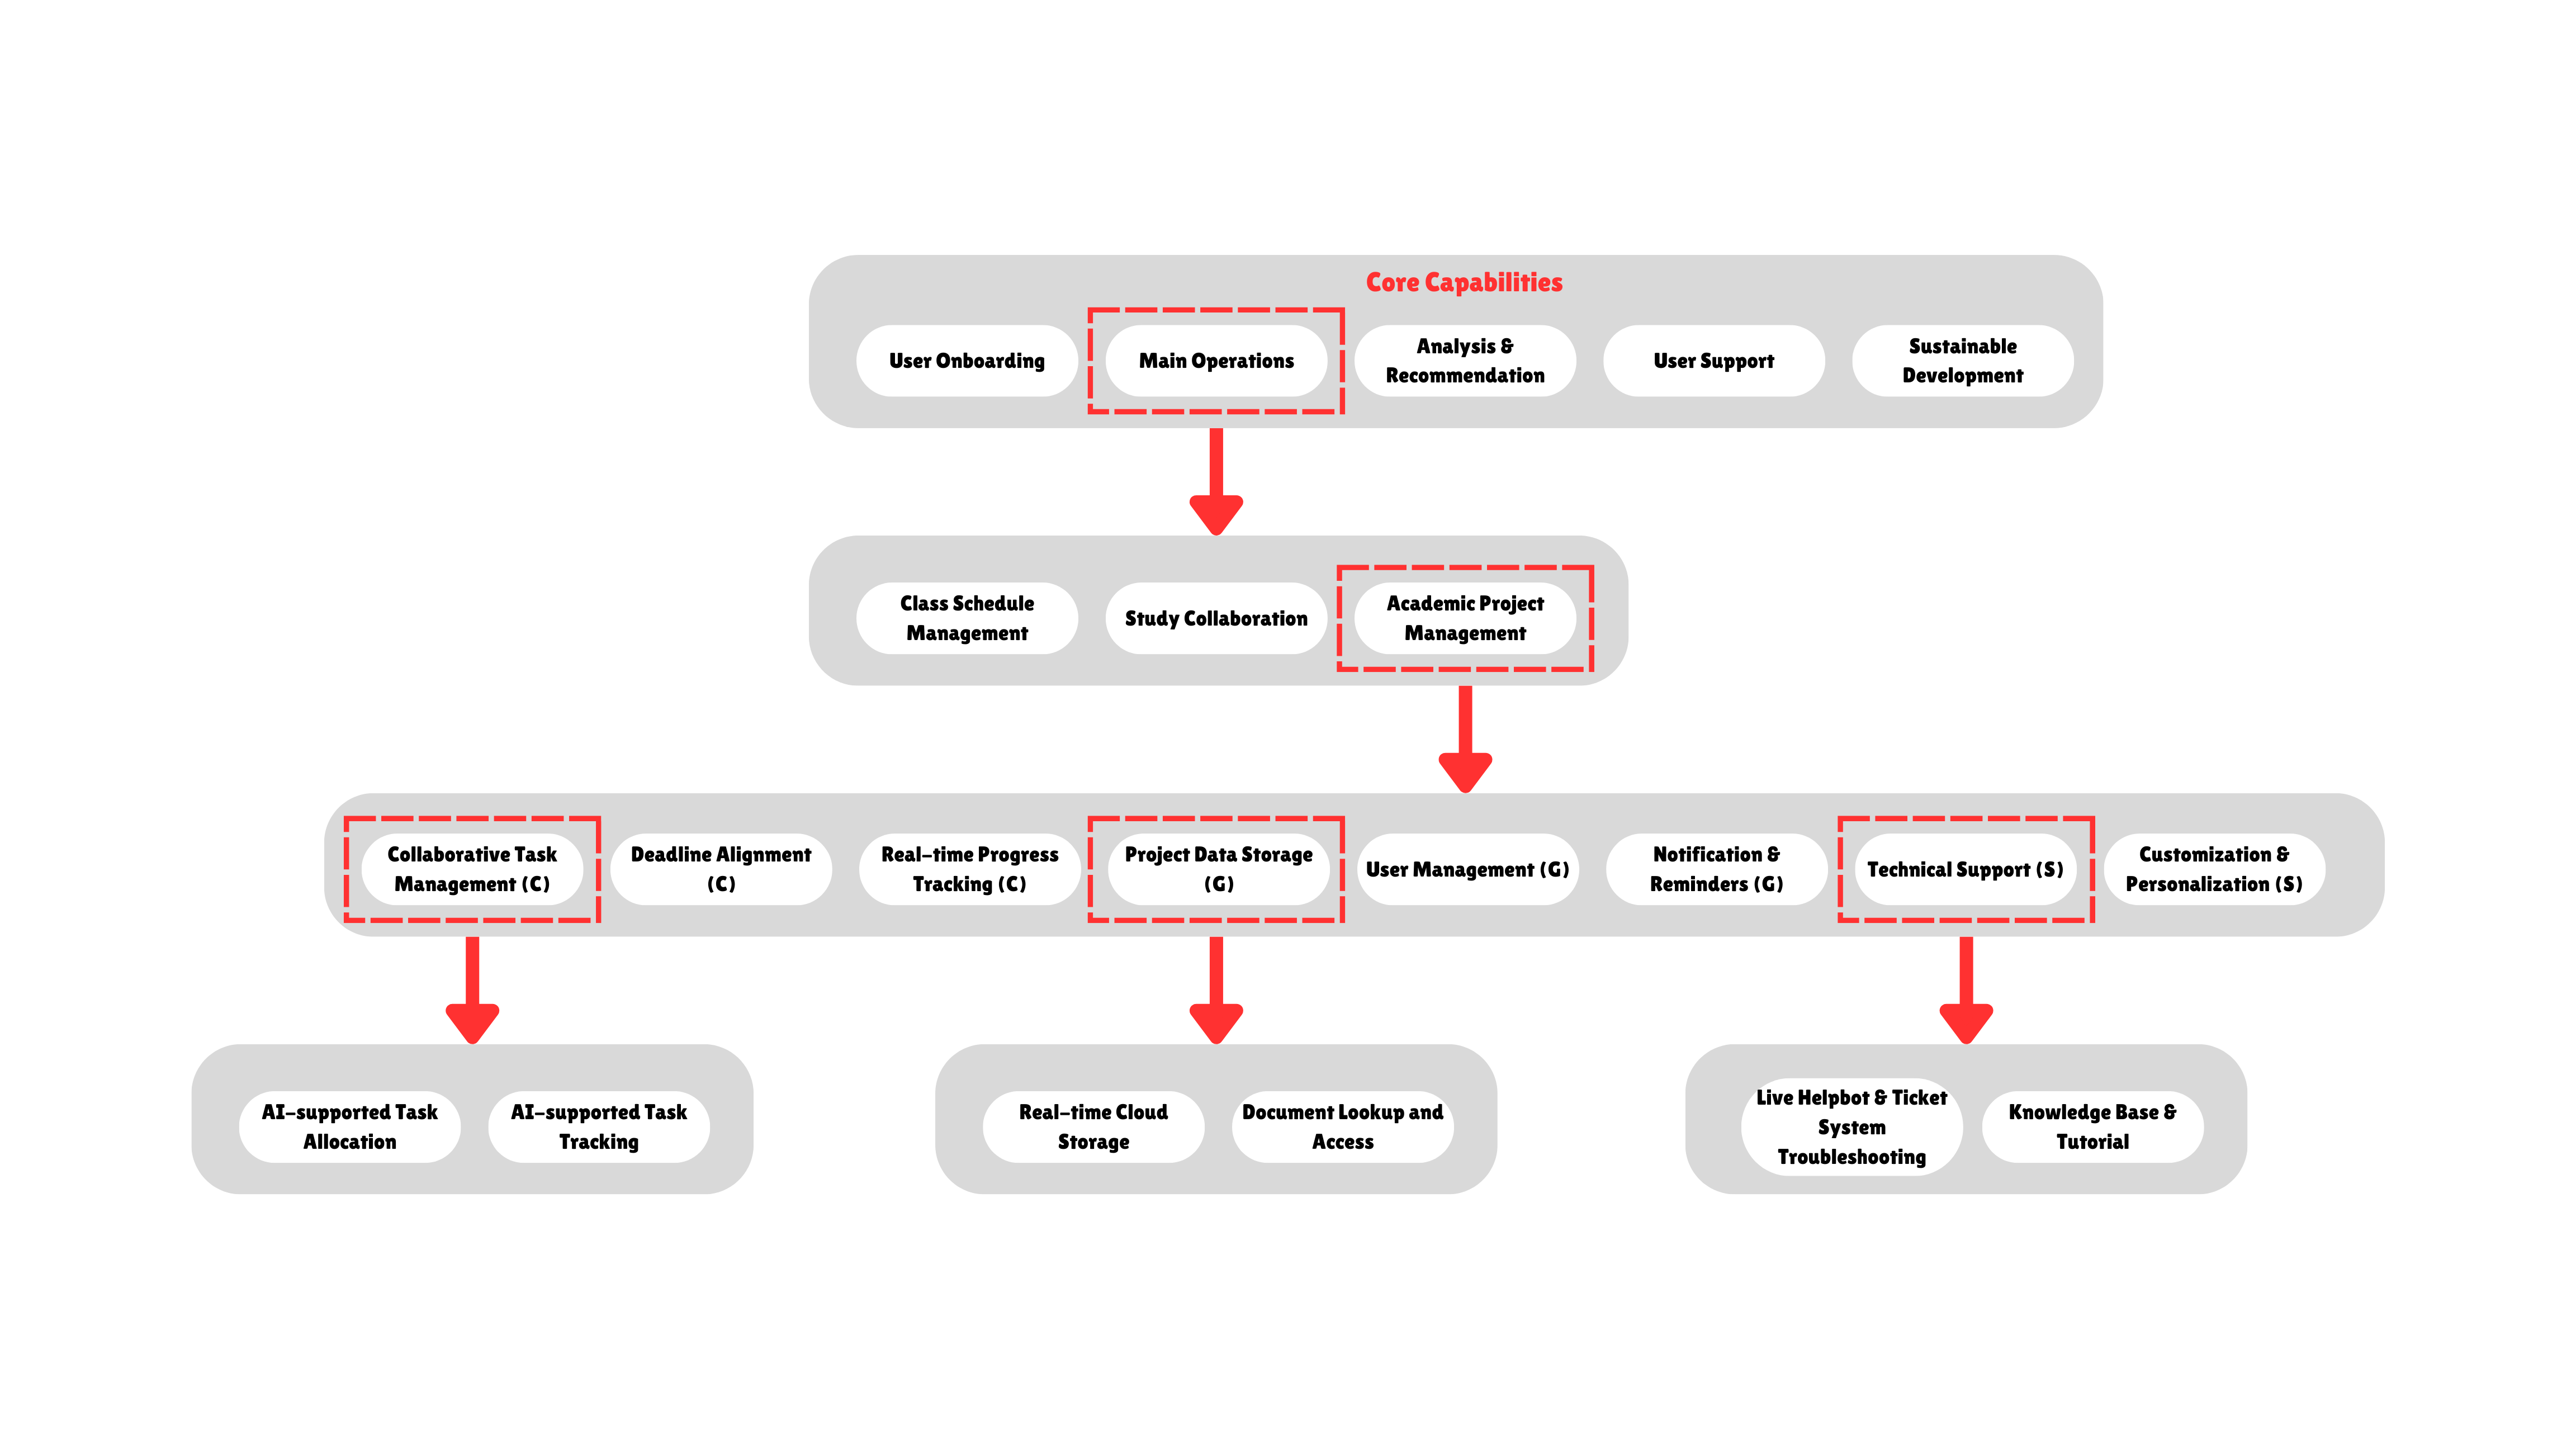 Core Capabilities
User Onboarding
Main Operations
Analysis &
Recommendation
User Support
Sustainable
Development
Class Schedule
Management
Study Collaboration
Academic Project
Management
Collaborative Task
Management (C)
Deadline Alignment
(C)
Real-time Progress
Tracking (C)
Project Data Storage
(G)
User Management (G)
Notification &
Reminders (G)
Technical Support (S)
Customization &
Personalization (S)
AI-supported Task
Allocation
AI-supported Task
Tracking
Real-time Cloud
Storage
Document Lookup and
Access
Live Helpbot & Ticket
System
Troubleshooting
Knowledge Base &
Tutorial